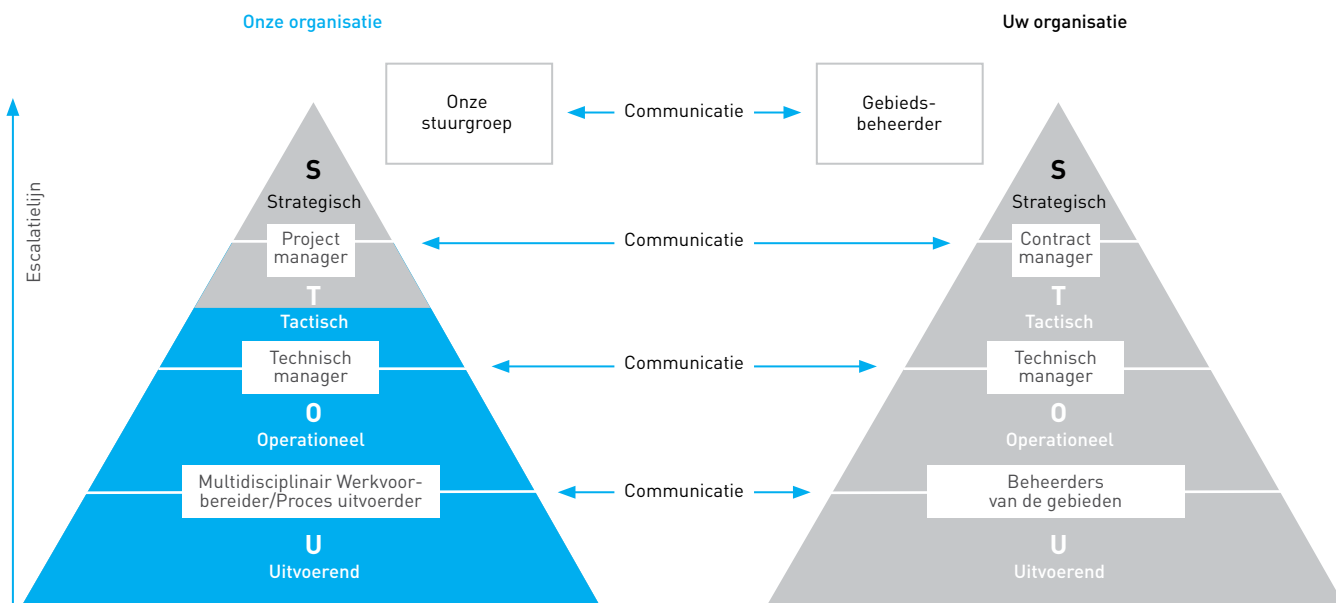 Onze organisatie
Uw organisatie
Escalatielijn
Onze
stuurgroep
Communicatie
Gebieds-
beheerder
S
Strategisch
S
Strategisch
Project
manager
Communicatie
Contract
manager
T
Tactisch
T
Tactisch
Technisch
manager
Communicatie
Technisch
manager
O
Operationeel
O
Operationeel
Multidisciplinair Werkvoor-
bereider/Proces uitvoerder
Communicatie
Beheerders
van de gebieden
U
Uitvoerend
U
Uitvoerend